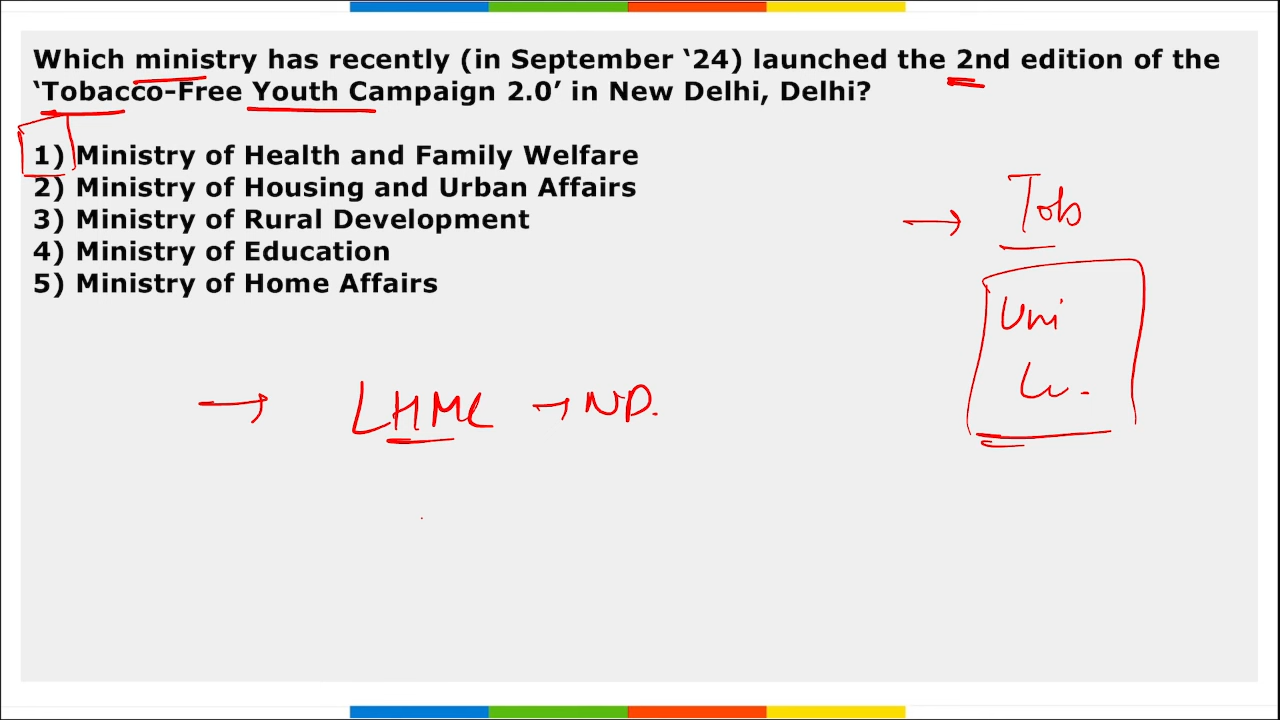 Which ministry has recently (in September ‘24) launched the 2nd edition of the
‘Tobacco-Free Youth Campaign 2.0’ in New Delhi, Delhi?
1) Ministry of Health and Family Welfare
2) Ministry of Housing and Urban Affairs
3) Ministry of Rural Development
4) Ministry of Education
5) Ministry of Home Affairs
Tob
Uni
LHMC → ND.